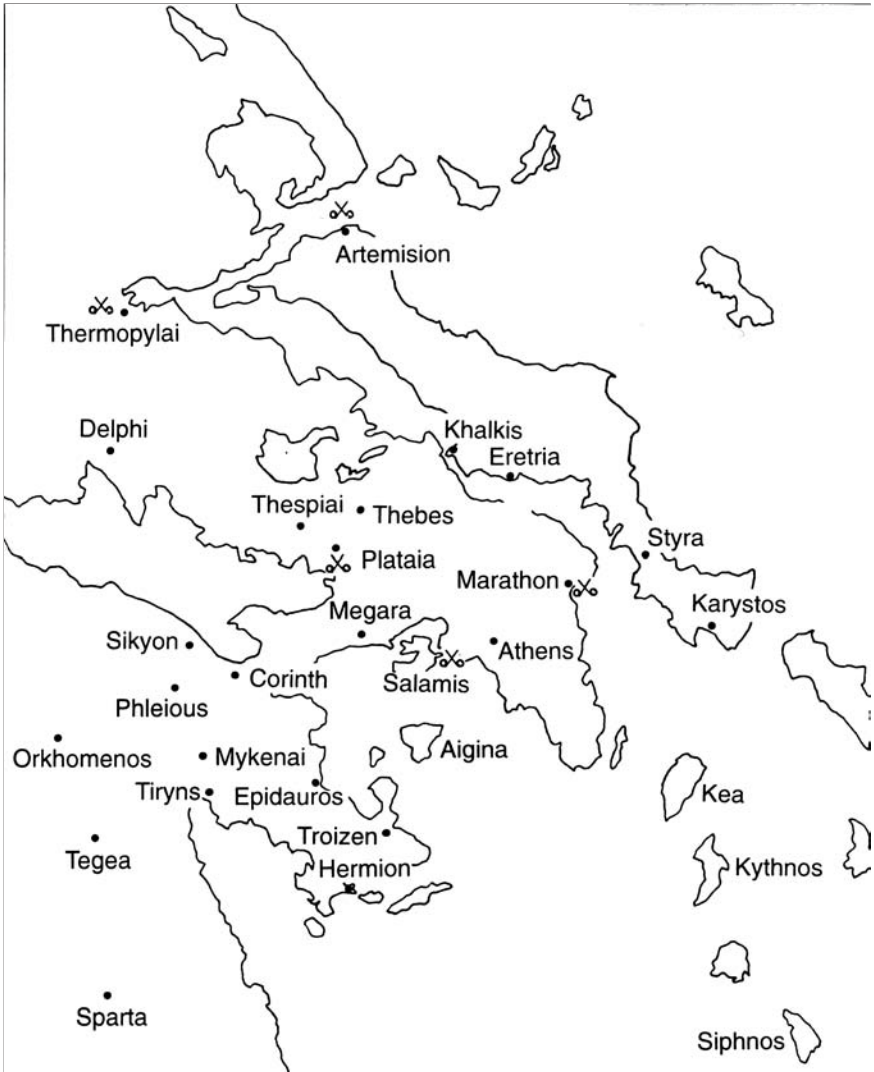 Artemision
Thermopylai
Delphi
Khalkis
Eretria
Thespiai
Thebes
Styra
Plataia
Marathon
Karystos
Megara
Sikyon
Athens
Corinth
Salamis
Phleious
Orkhomenos
Mykenai
Aigina
Tiryns
Epidauros
Kea
Troizen
Tegea
Hermion
Kythnos
Sparta
Siphnos